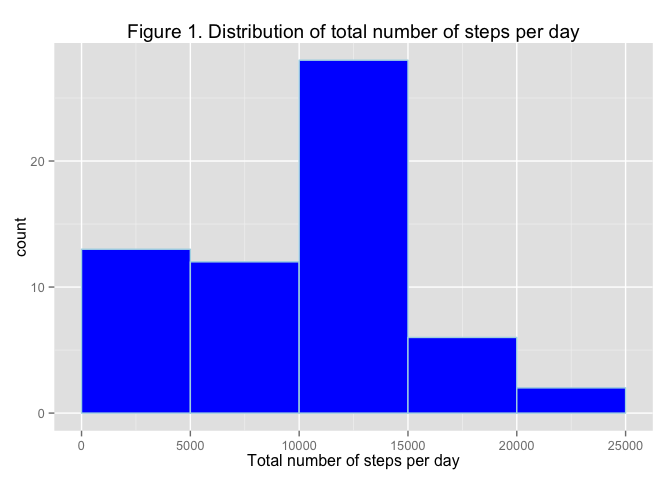 Figure 1. Distribution of total number of steps per day
count
20
10
0
0 5000 10000 15000 20000 25000
Total number of steps per day